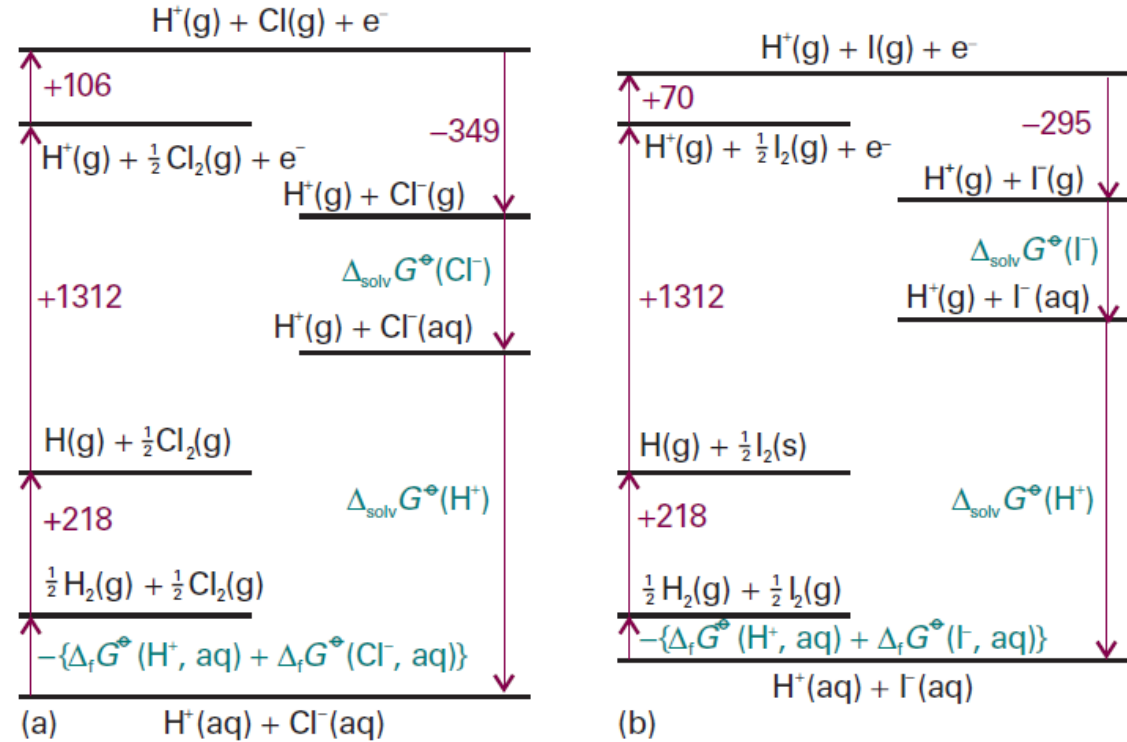 H⁺(g) + Cl(g) + e⁻
+106
−349
H⁺(g) + ½Cl₂(g) + e⁻
H⁺(g) + Cl⁻(g)
Δsolv G⦵(Cl⁻)
+1312
H⁺(g) + Cl⁻(aq)
H(g) + ½Cl₂(g)
Δsolv G⦵(H⁺)
+218
½H₂(g) + ½Cl₂(g)
−{Δf G⦵(H⁺, aq) + Δf G⦵(Cl⁻, aq)}
(a) H⁺(aq) + Cl⁻(aq)
H⁺(g) + I(g) + e⁻
+70
−295
H⁺(g) + ½I₂(g) + e⁻
H⁺(g) + I⁻(g)
Δsolv G⦵(I⁻)
+1312
H⁺(g) + I⁻(aq)
H(g) + ½I₂(s)
Δsolv G⦵(H⁺)
+218
½H₂(g) + ½I₂(g)
−{Δf G⦵(H⁺, aq) + Δf G⦵(I⁻, aq)}
H⁺(aq) + I⁻(aq)
(b)